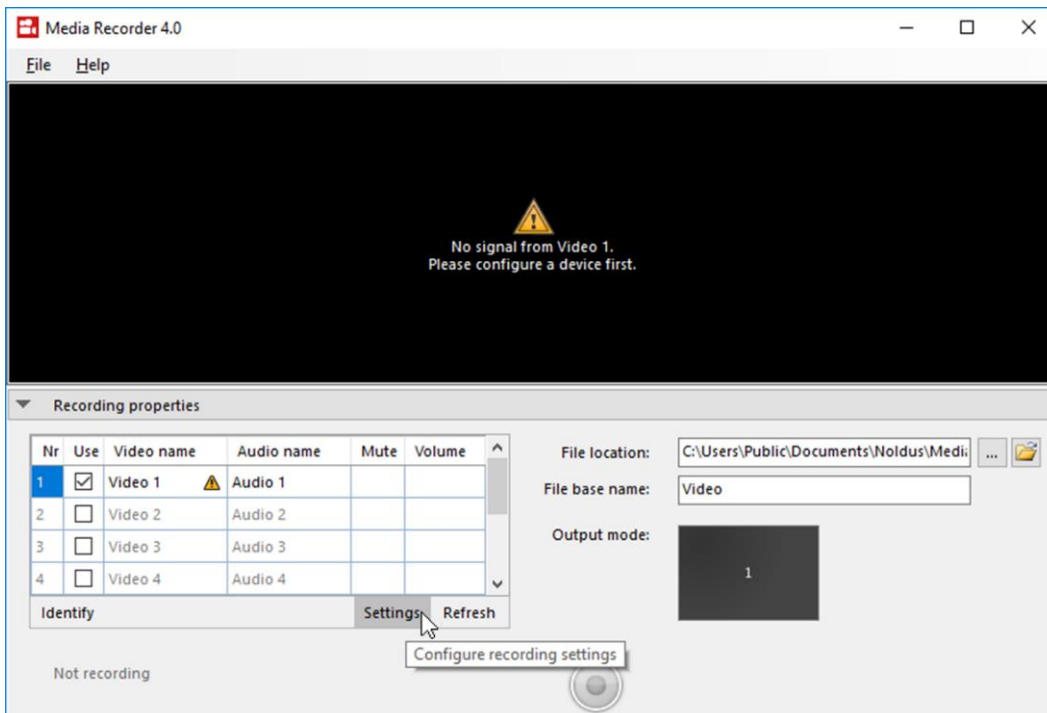 Media Recorder 4.0
File Help
No signal from Video 1.
Please configure a device first.
Recording properties
Nr Use Video name Audio name Mute Volume
1 Video 1 Audio 1
2 Video 2 Audio 2
3 Video 3 Audio 3
4 Video 4 Audio 4
Identify Settings Refresh
File location: C:\Users\Public\Documents\Noldus\Media ...
File base name: Video
Output mode:
1
Configure recording settings
Not recording